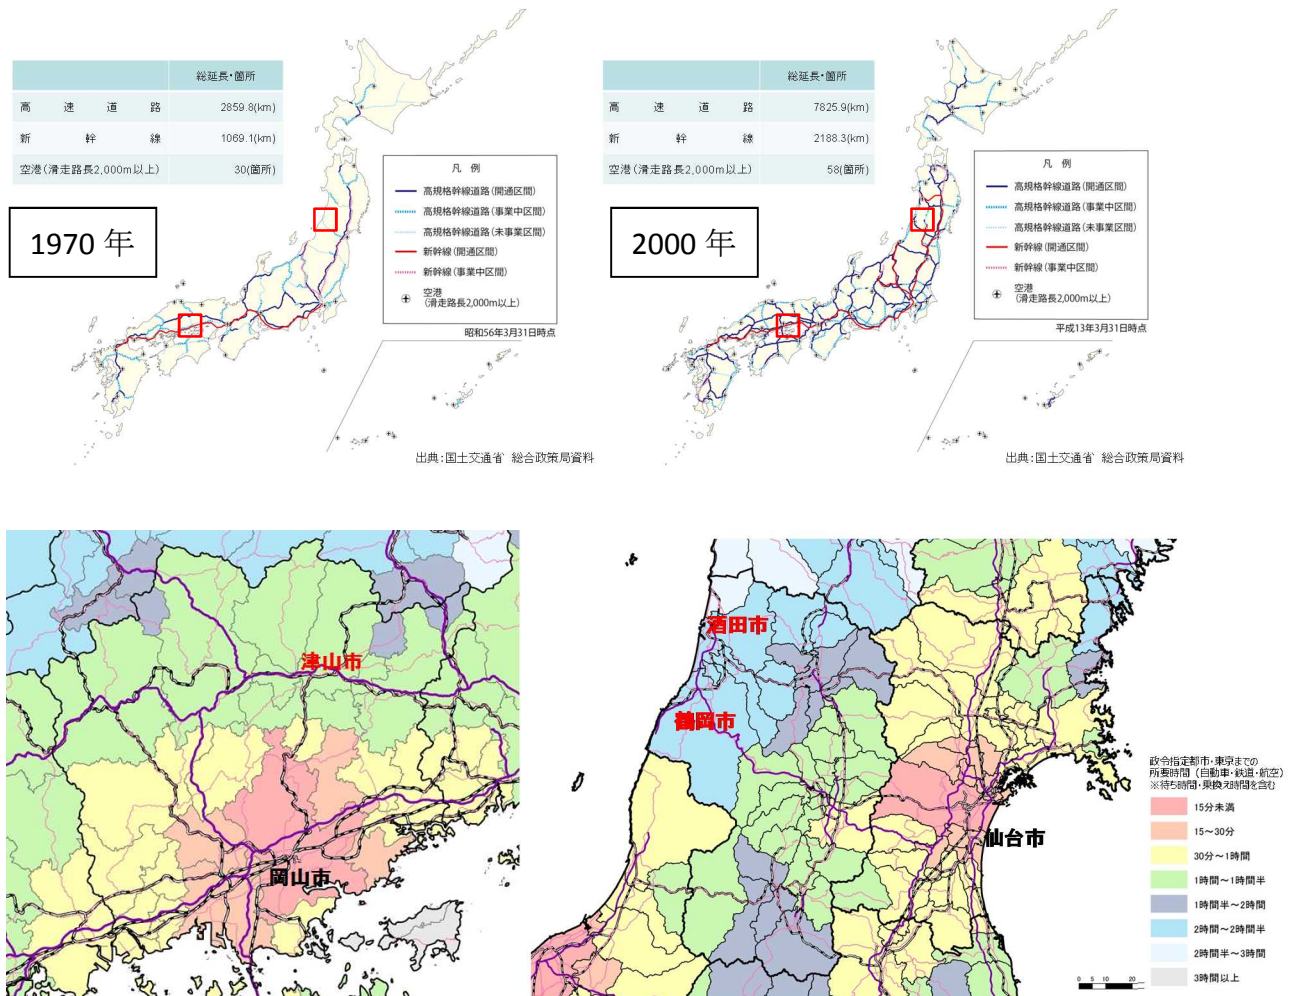 総延長・箇所
高速道路 2859.8(km)
新幹線 1069.1(km)
空港(滑走路長2,000m以上) 30(箇所)
1970 年
凡 例
高規格幹線道路(開通区間)
高規格幹線道路(事業中区間)
高規格幹線道路(未事業区間)
新幹線(開通区間)
新幹線(事業中区間)
空港
(滑走路長2,000m以上)
昭和56年3月31日時点
出典:国土交通省 総合政策局資料
総延長・箇所
高速道路 7825.9(km)
新幹線 2188.3(km)
空港(滑走路長2,000m以上) 58(箇所)
2000 年
凡 例
高規格幹線道路(開通区間)
高規格幹線道路(事業中区間)
高規格幹線道路(未事業区間)
新幹線(開通区間)
新幹線(事業中区間)
空港
(滑走路長2,000m以上)
平成13年3月31日時点
出典:国土交通省 総合政策局資料
津山市
岡山市
酒田市
鶴岡市
仙台市
政令指定都市・東京までの
所要時間(自動車・鉄道・航空)
※待ち時間・乗換え時間を含む
15分未満
15～30分
30分～1時間
1時間～1時間半
1時間半～2時間
2時間～2時間半
2時間半～3時間
3時間以上
0 5 10 20